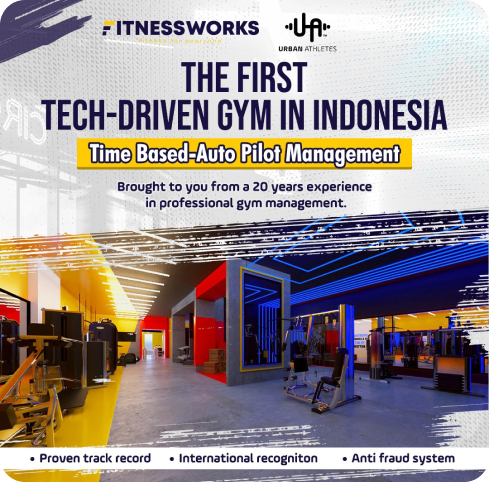 FITNESSWORKS
UA
URBAN ATHLETES
THE FIRST
TECH-DRIVEN GYM IN INDONESIA
Time Based-Auto Pilot Management
Brought to you from a 20 years experience
in professional gym management.
• Proven track record • International recogniton • Anti fraud system